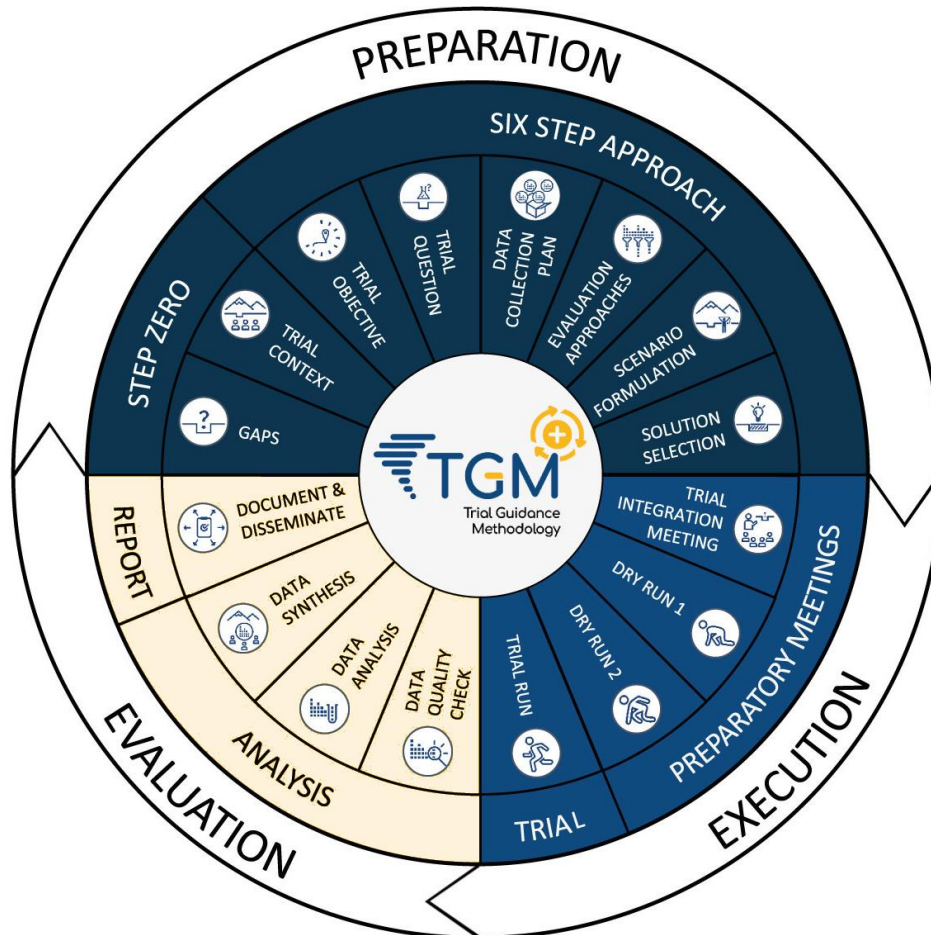 PREPARATION
SIX STEP APPROACH
STEP ZERO
GAPS
TRIAL
CONTEXT
TRIAL
OBJECTIVE
TRIAL
QUESTION
DATA
COLLECTION
PLAN
EVALUATION
APPROACHES
SCENARIO
FORMULATION
SOLUTION
SELECTION
EXECUTION
PREPARATORY MEETINGS
TRIAL
INTEGRATION
MEETING
DRY RUN 1
DRY RUN 2
TRIAL
TRIAL RUN
EVALUATION
ANALYSIS
DATA
QUALITY
CHECK
DATA
ANALYSIS
DATA
SYNTHESIS
REPORT
DOCUMENT &
DISSEMINATE
TGM
Trial Guidance
Methodology